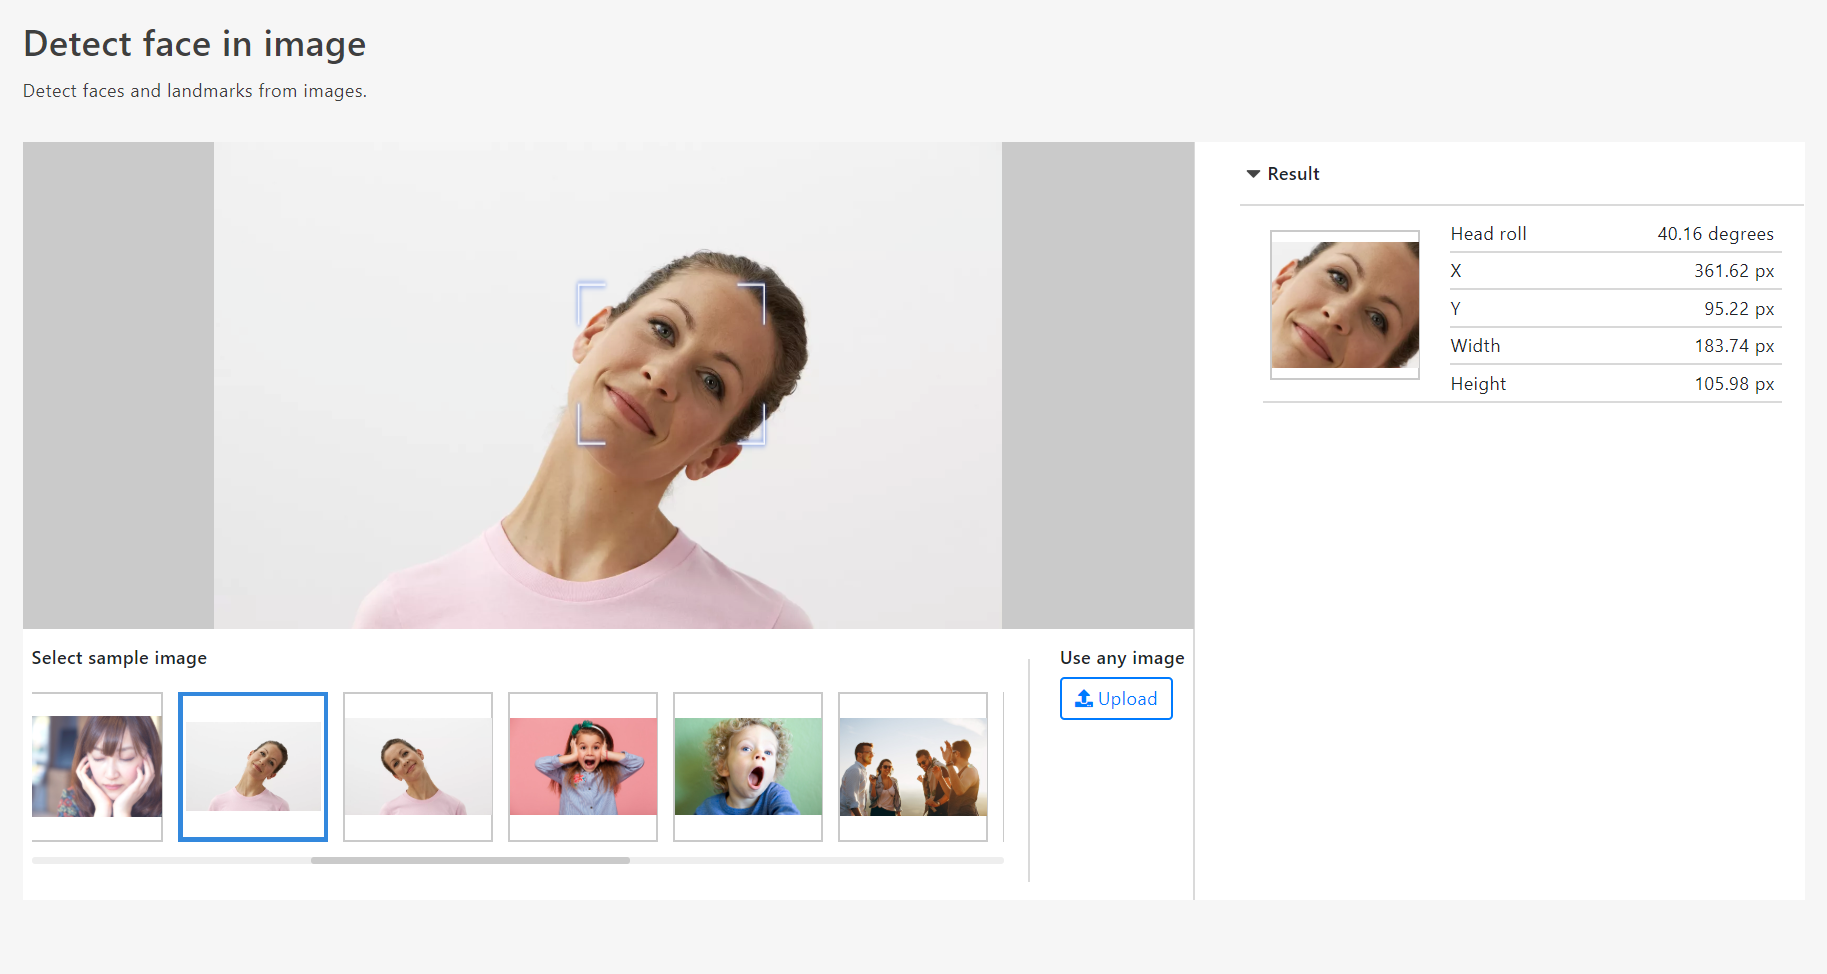 Detect face in image
Detect faces and landmarks from images.
Result
Head roll 40.16 degrees
X 361.62 px
Y 95.22 px
Width 183.74 px
Height 105.98 px
Select sample image
Use any image
Upload